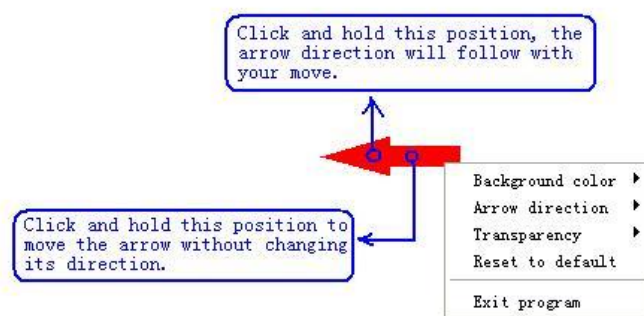 Click and hold this position, the
arrow direction will follow with
your move.
Click and hold this position to
move the arrow without changing
its direction.
Background color
Arrow direction
Transparency
Reset to default
Exit program